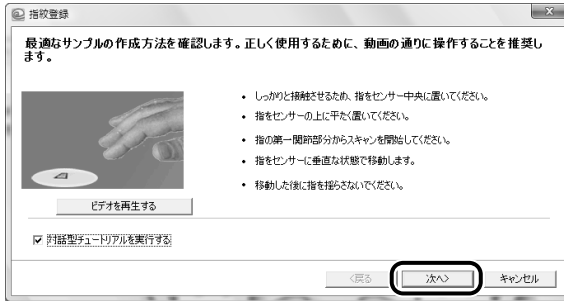 指紋登録
最適なサンプルの作成方法を確認します。正しく使用するために、動画の通りに操作することを推奨し
ます。
• しっかりと接触させるため、指をセンサー中央に置いてください。
• 指をセンサーの上に平たく置いてください。
• 指の第一関節部分からスキャンを開始してください。
• 指をセンサーに垂直な状態で移動します。
• 移動した後に指を揺らさないでください。
ビデオを再生する
対話型チュートリアルを実行する
<戻る
次へ>
キャンセル